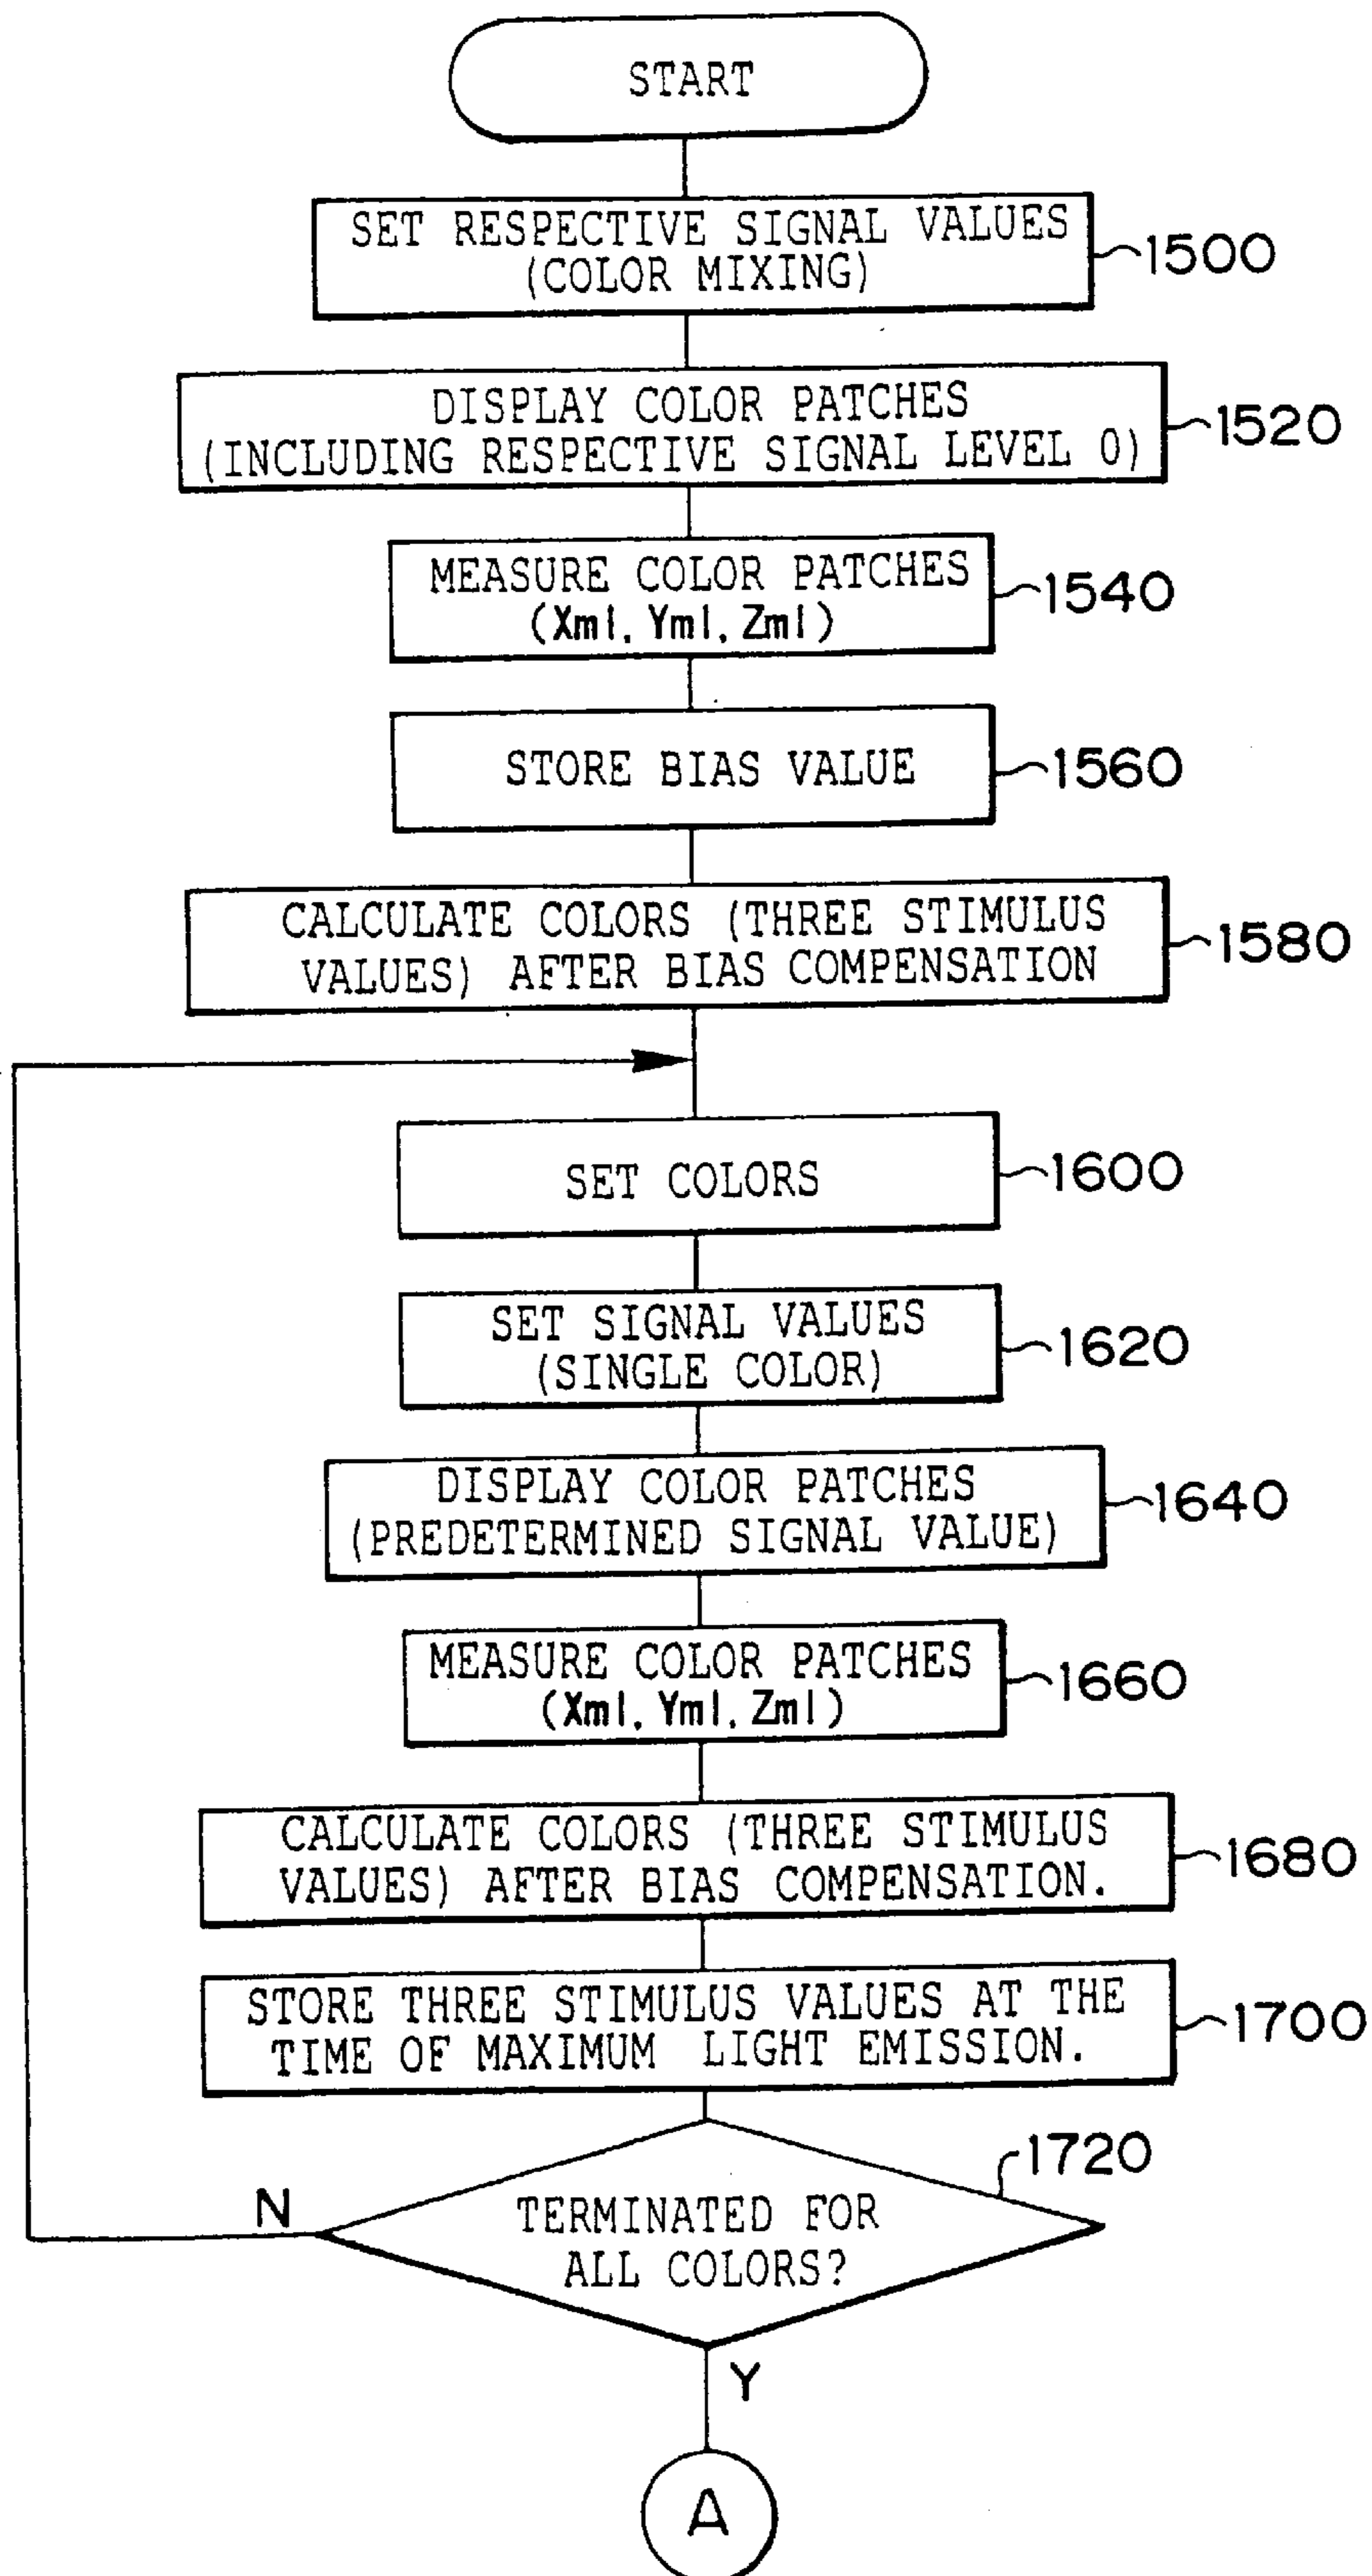 START
SET RESPECTIVE SIGNAL VALUES
(COLOR MIXING)
1500
DISPLAY COLOR PATCHES
(INCLUDING RESPECTIVE SIGNAL LEVEL 0)
1520
MEASURE COLOR PATCHES
(Xml, Yml, Zml)
1540
STORE BIAS VALUE
1560
CALCULATE COLORS (THREE STIMULUS
VALUES) AFTER BIAS COMPENSATION
1580
SET COLORS
1600
SET SIGNAL VALUES
(SINGLE COLOR)
1620
DISPLAY COLOR PATCHES
(PREDETERMINED SIGNAL VALUE)
1640
MEASURE COLOR PATCHES
(Xml, Yml, Zml)
1660
CALCULATE COLORS (THREE STIMULUS
VALUES) AFTER BIAS COMPENSATION.
1680
STORE THREE STIMULUS VALUES AT THE
TIME OF MAXIMUM LIGHT EMISSION.
1700
1720
N
TERMINATED FOR
ALL COLORS?
Y
A